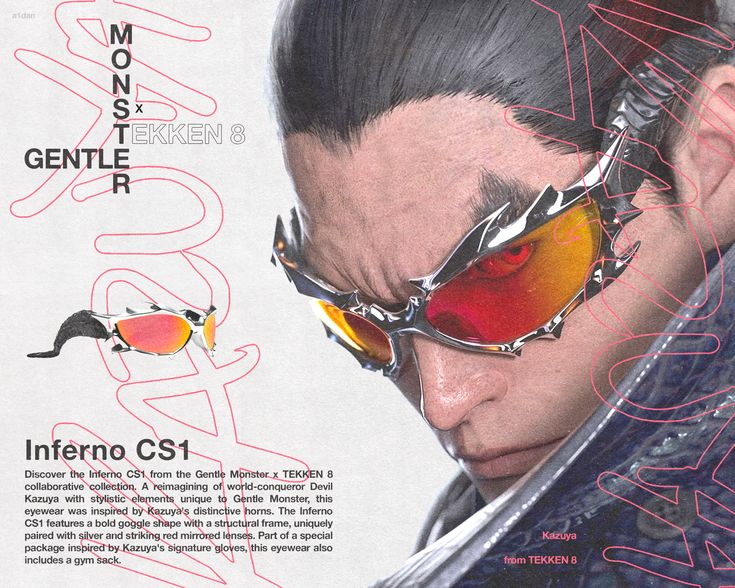 a1dan
MONSTER
x
TEKKEN 8
GENTLE
Inferno CS1
Discover the Inferno CS1 from the Gentle Monster x TEKKEN 8
collaborative collection. A reimagining of world-conqueror Devil
Kazuya with stylistic elements unique to Gentle Monster, this
eyewear was inspired by Kazuya's distinctive horns. The Inferno
CS1 features a bold goggle shape with a structural frame, uniquely
paired with silver and striking red mirrored lenses. Part of a special
package inspired by Kazuya's signature gloves, this eyewear also
includes a gym sack.
Kazuya
from TEKKEN 8